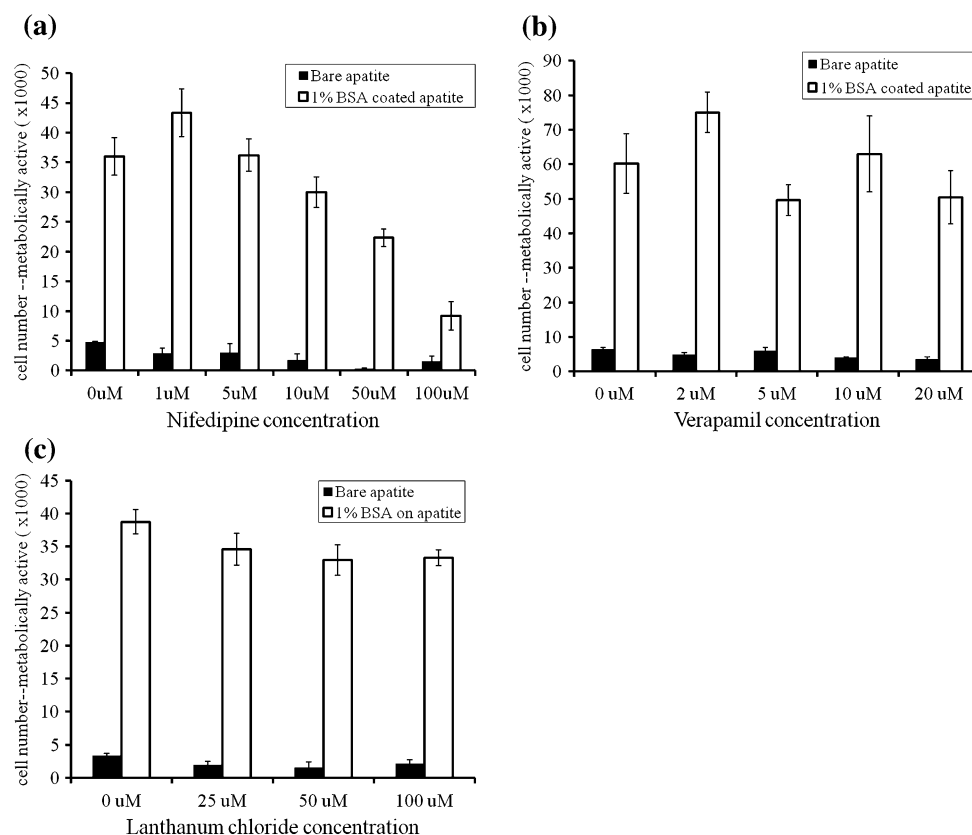 (a)
Bare apatite
1% BSA coated apatite
cell number --metabolically active ( x1000)
50
45
40
35
30
25
20
15
10
5
0
0uM 1uM 5uM 10uM 50uM 100uM
Nifedipine concentration
(b)
Bare apatite
1% BSA coated apatite
cell number --metabolically active ( x1000)
90
80
70
60
50
40
30
20
10
0
0 uM 2 uM 5 uM 10 uM 20 uM
Verapamil concentration
(c)
Bare apatite
1% BSA on apatite
cell number--metabolically active ( x1000)
45
40
35
30
25
20
15
10
5
0
0 uM 25 uM 50 uM 100 uM
Lanthanum chloride concentration